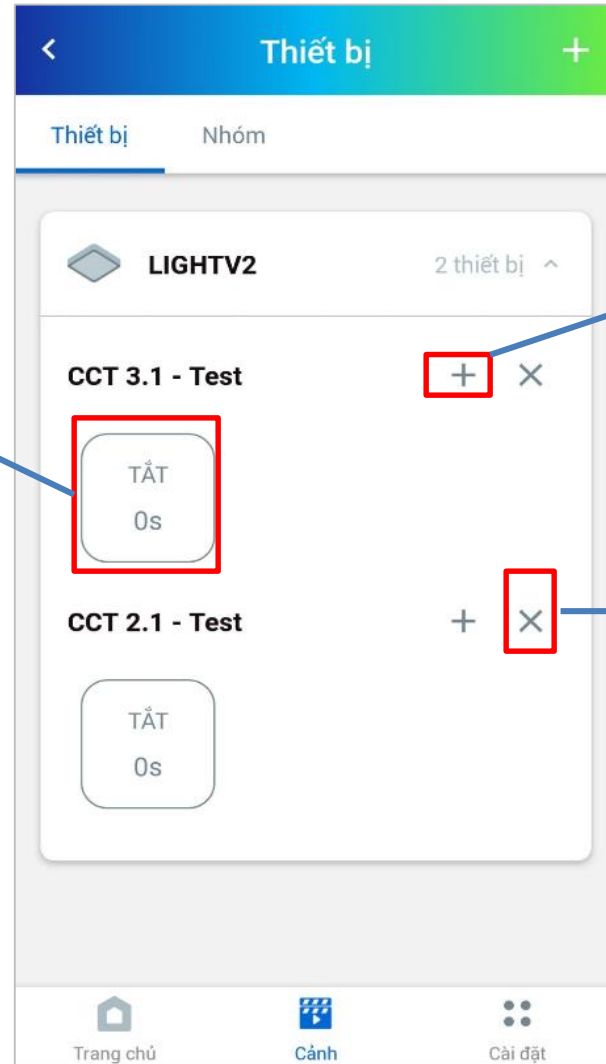 Thiết bị
Thiết bị Nhóm
LIGHTV2 2 thiết bị
CCT 3.1 - Test
TẮT
0s
CCT 2.1 - Test
TẮT
0s
Trang chủ Cảnh Cài đặt